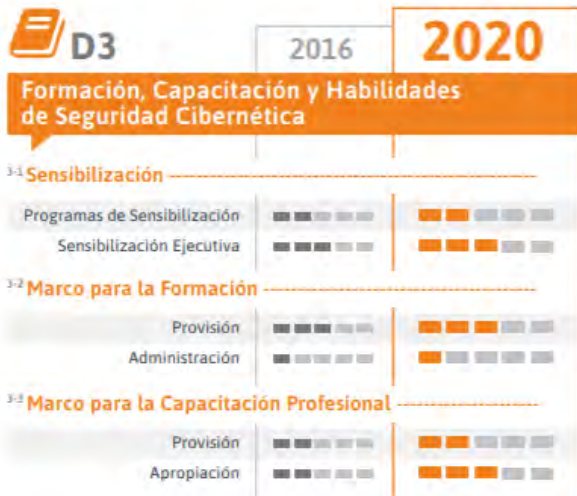 D3
2016
2020
Formación, Capacitación y Habilidades
de Seguridad Cibernética
3-1 Sensibilización
Programas de Sensibilización
Sensibilización Ejecutiva
3-2 Marco para la Formación
Provisión
Administración
3-3 Marco para la Capacitación Profesional
Provisión
Apropiación